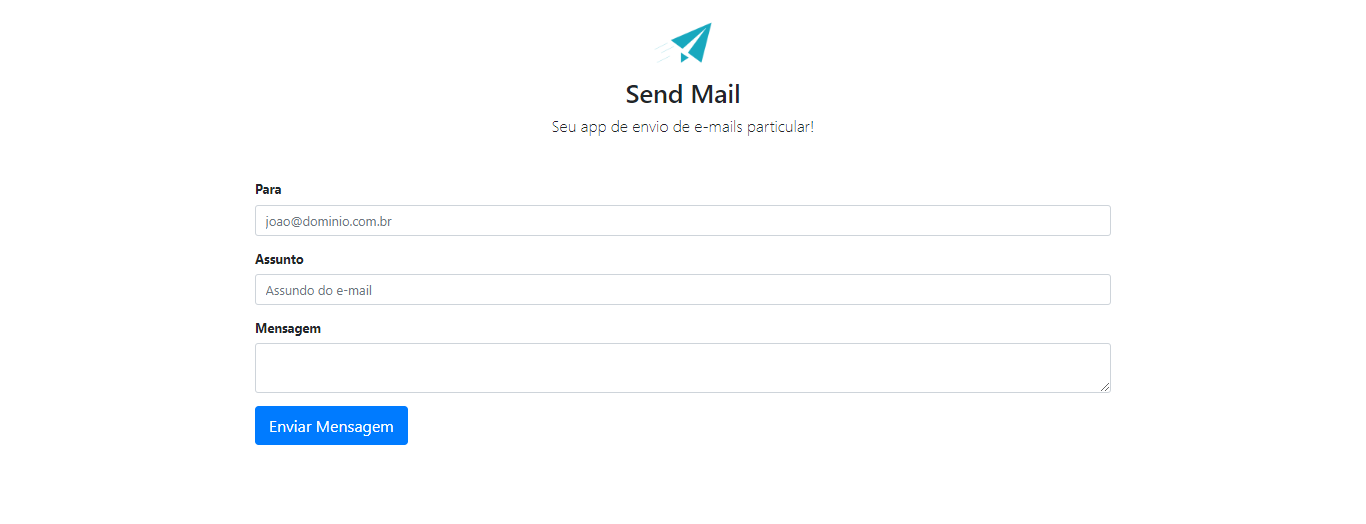 Send Mail
Seu app de envio de e-mails particular!
Para
joao@dominio.com.br
Assunto
Assundo do e-mail
Mensagem
Enviar Mensagem